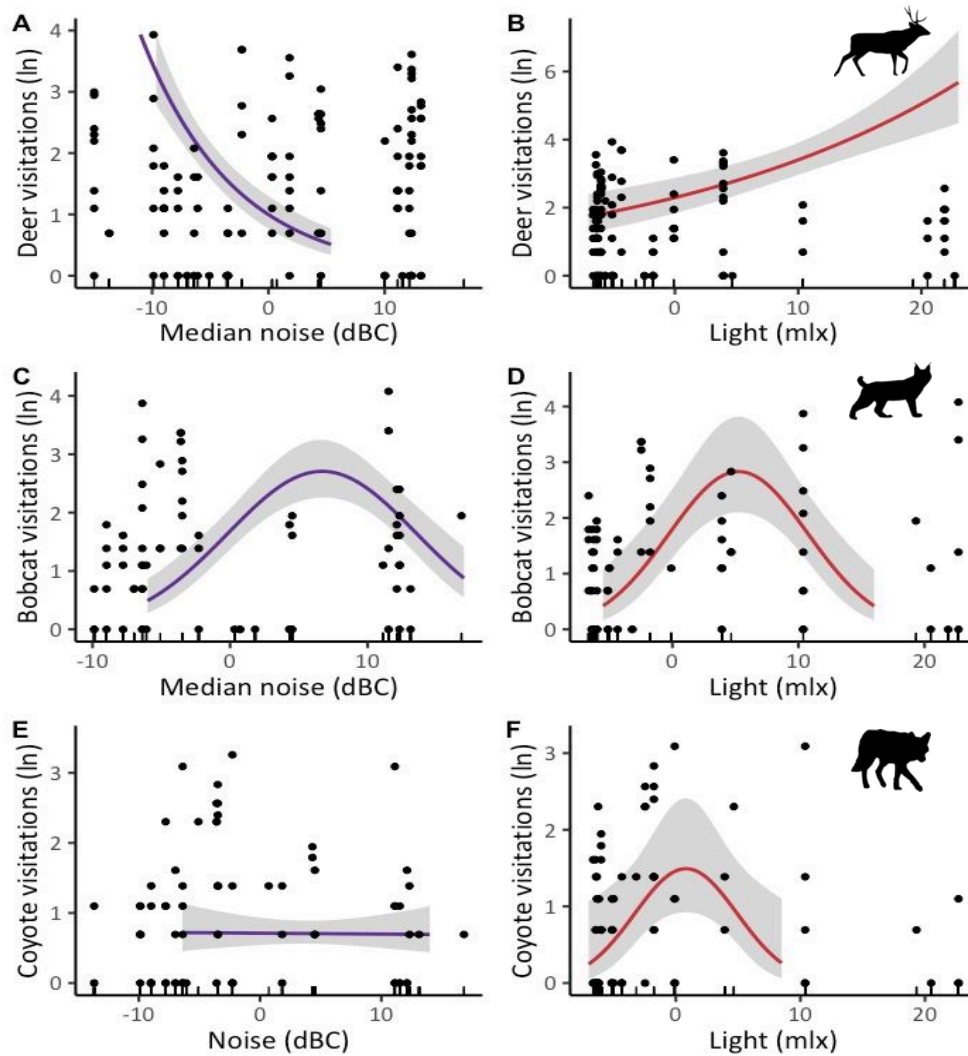 A
B
Deer visitations (ln)
4
3
2
1
0
-10
0
10
Median noise (dBC)
Deer visitations (ln)
6
4
2
0
0
10
20
Light (mlx)
C
D
Bobcat visitations (ln)
4
3
2
1
0
-10
0
10
Median noise (dBC)
Bobcat visitations (ln)
4
3
2
1
0
0
10
20
Light (mlx)
E
F
Coyote visitations (ln)
3
2
1
0
-10
0
10
Noise (dBC)
Coyote visitations (ln)
3
2
1
0
0
10
20
Light (mlx)